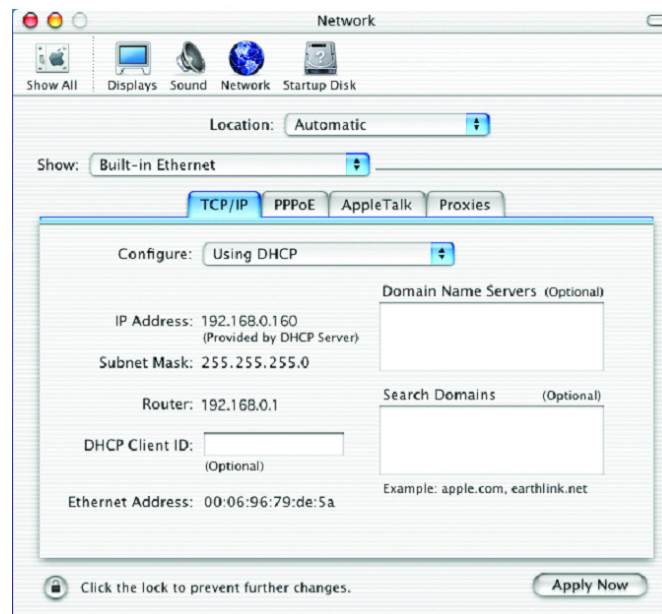 Network
Show All Displays Sound Network Startup Disk
Location: Automatic
Show: Built-in Ethernet
TCP/IP PPPoE AppleTalk Proxies
Configure: Using DHCP
Domain Name Servers (Optional)
IP Address: 192.168.0.160
(Provided by DHCP Server)
Subnet Mask: 255.255.255.0
Router: 192.168.0.1
Search Domains (Optional)
DHCP Client ID:
(Optional)
Example: apple.com, earthlink.net
Ethernet Address: 00:06:96:79:de:5a
Click the lock to prevent further changes.
Apply Now